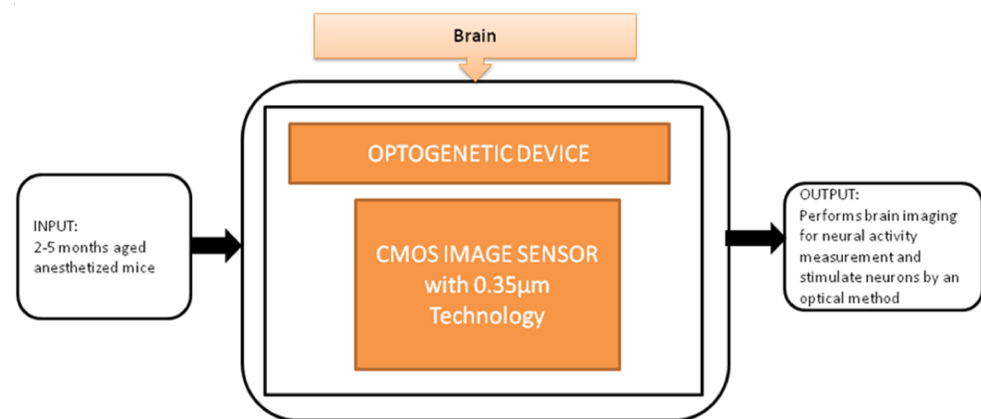 Brain
OPTOGENETIC DEVICE
INPUT:
2-5 months aged
anesthetized mice
CMOS IMAGE SENSOR
with 0.35µm
Technology
OUTPUT:
Performs brain imaging
for neural activity
measurement and
stimulate neurons by an
optical method